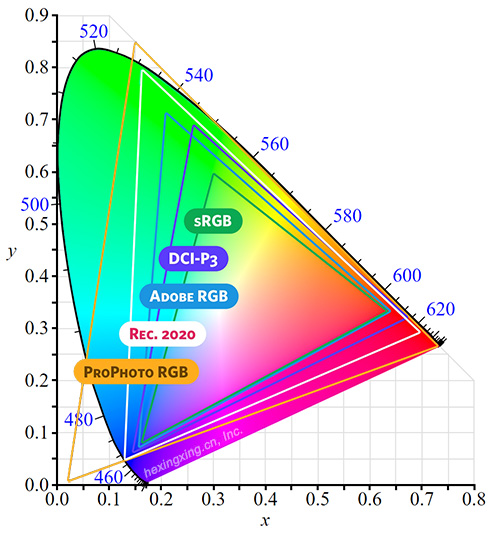 0.9
520
0.8
540
0.7
560
0.6
500
0.5
sRGB
580
y
DCI-P3
0.4
Adobe RGB
600
0.3
Rec. 2020
620
0.2
ProPhoto RGB
0.1
480
hexingxing.cn, Inc.
460
0.0
0.0 0.1 0.2 0.3 0.4 0.5 0.6 0.7 0.8
x